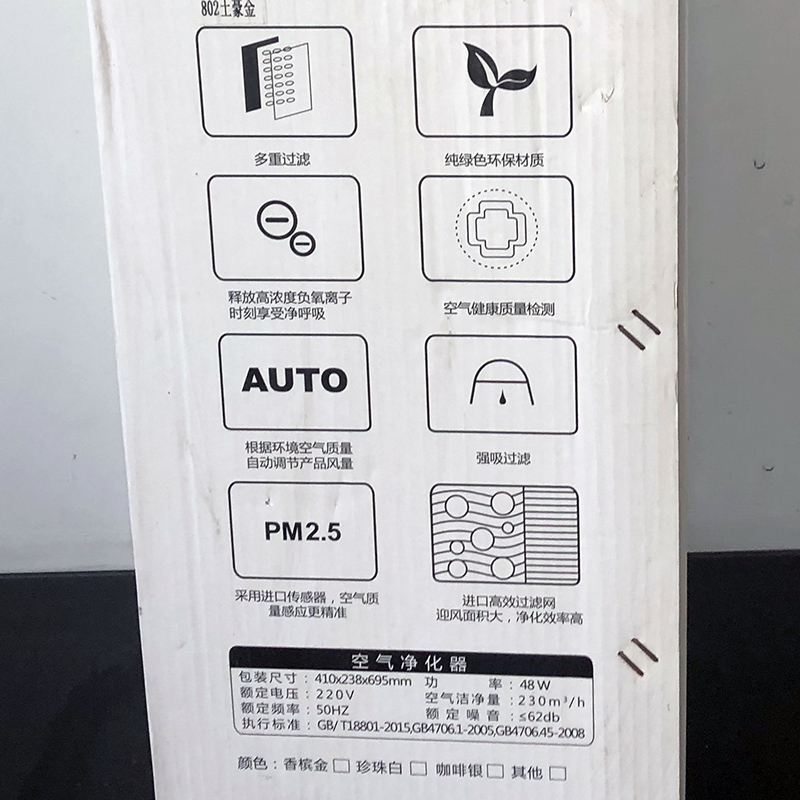 802土豪金
多重过滤
纯绿色环保材质
释放高浓度负氧离子
时刻享受净呼吸
空气健康质量检测
AUTO
根据环境空气质量
自动调节产品风量
强吸过滤
PM2.5
采用进口传感器，空气质
量感应更精准
进口高效过滤网
迎风面积大，净化效率高
空气净化器
包装尺寸：410x238x695mm 功率：48W
额定电压：220V 空气洁净量：230m³/h
额定频率：50HZ 额定噪音：≤62db
执行标准：GB/T18801-2015,GB4706.1-2005,GB4706.45-2008
颜色：香槟金□ 珍珠白□ 咖啡银□ 其他□